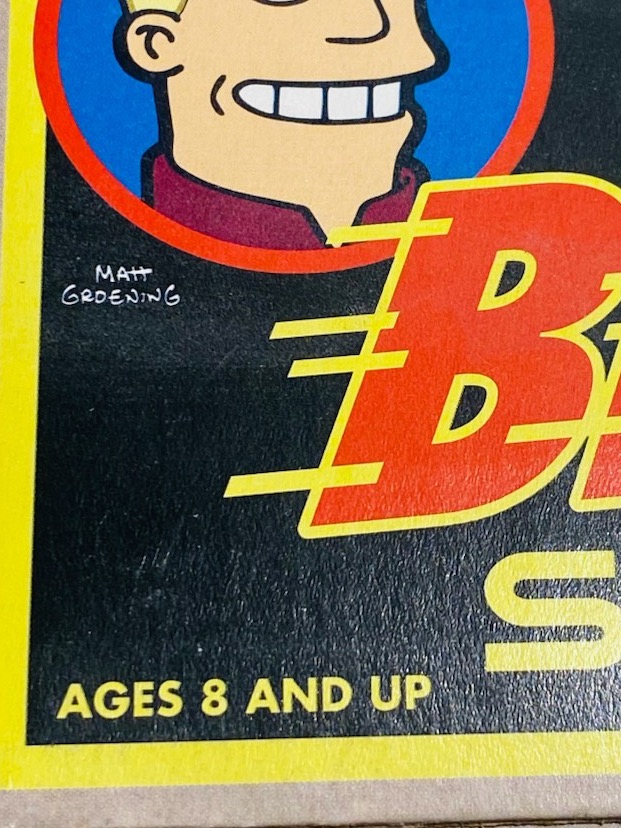 MATT
GROENING
B
S
AGES 8 AND UP